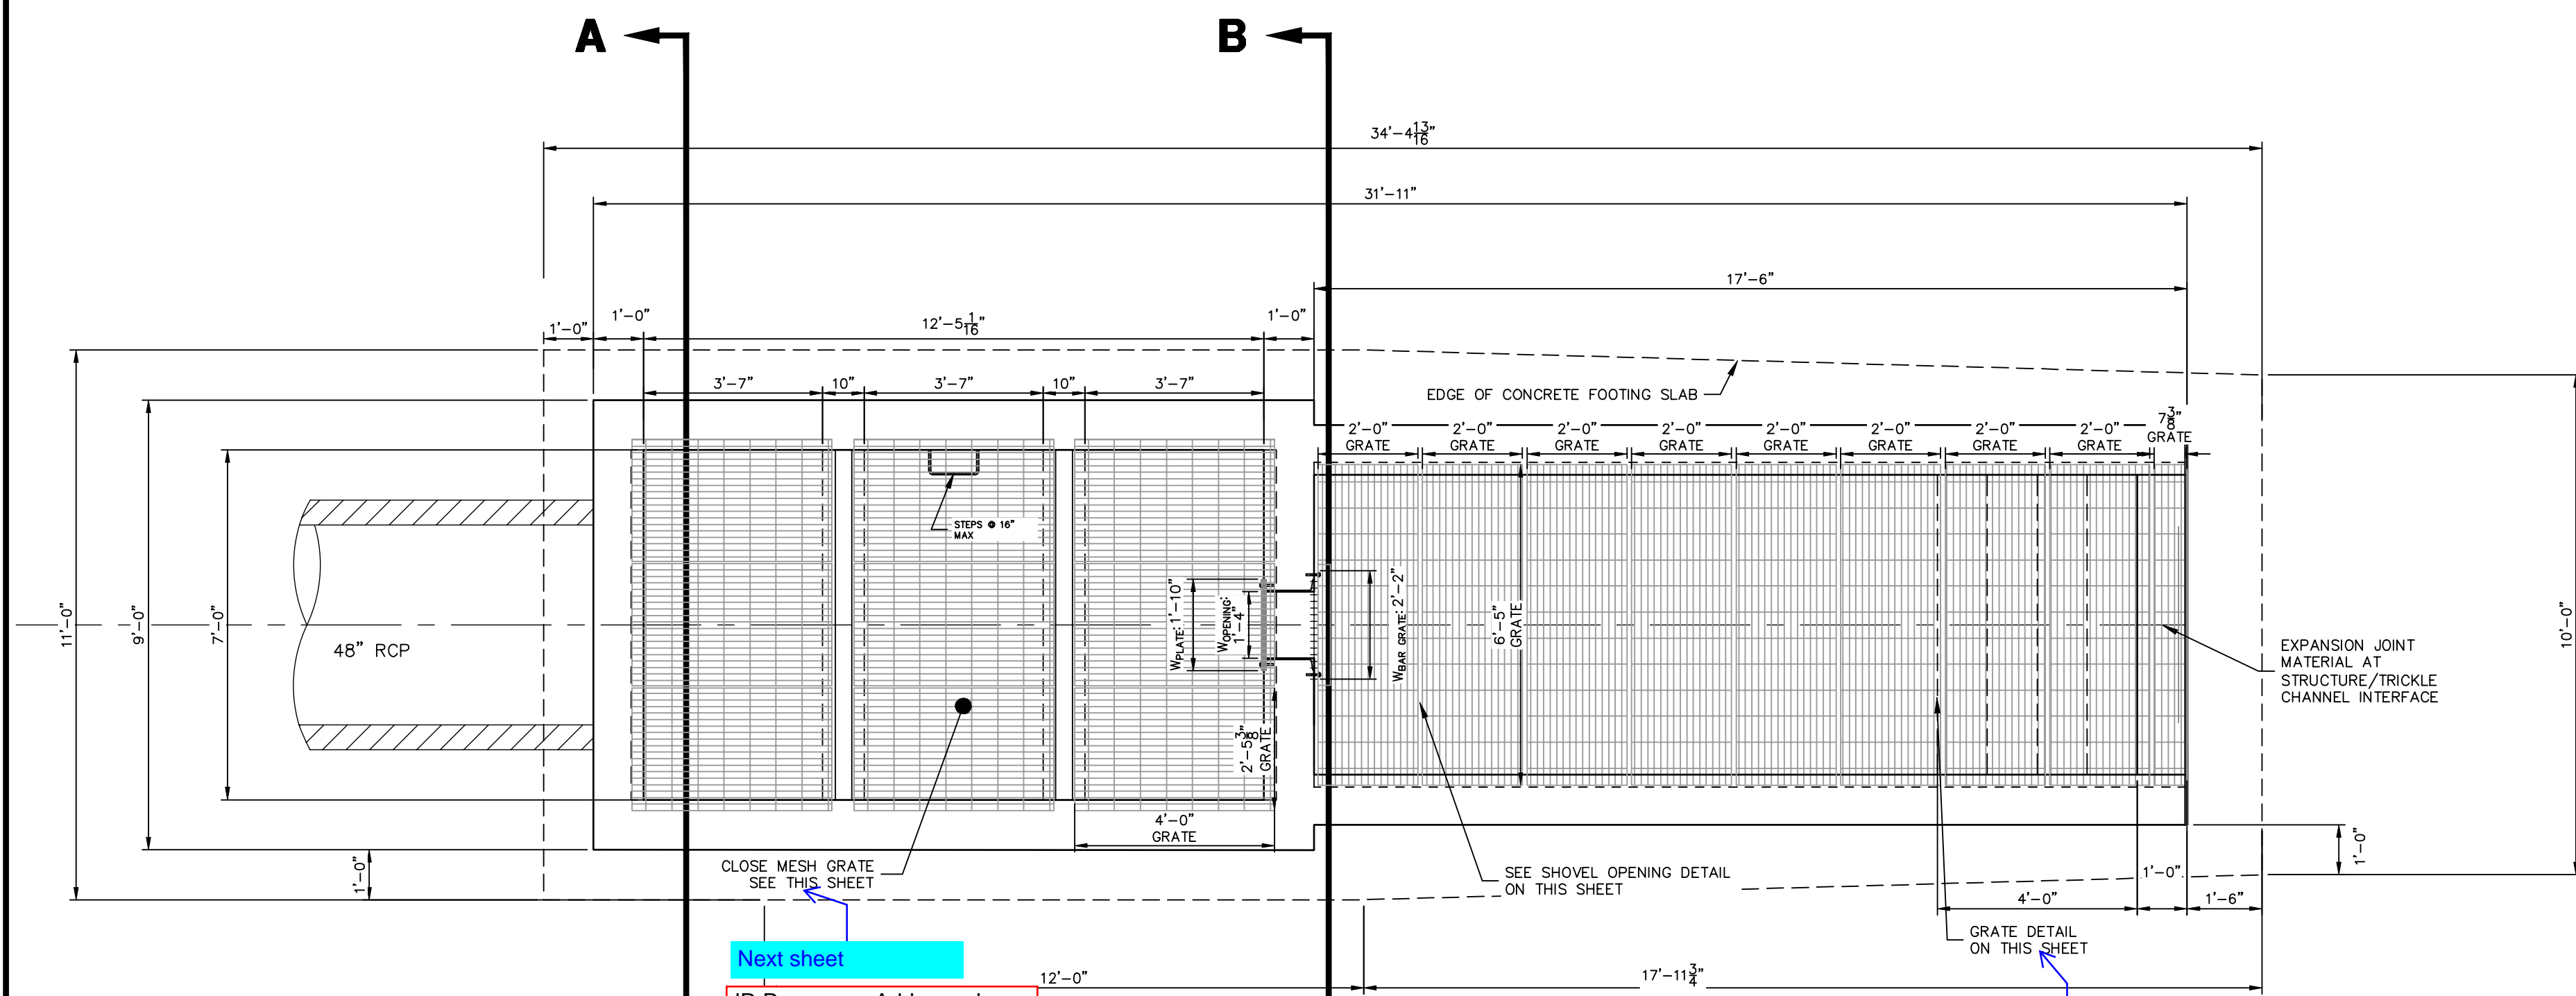 A
B
34'-4 13/16"
31'-11"
17'-6"
1'-0"
1'-0"
12'-5 1/16"
1'-0"
3'-7"
10"
3'-7"
10"
3'-7"
EDGE OF CONCRETE FOOTING SLAB
2'-0"
GRATE
2'-0"
GRATE
2'-0"
GRATE
2'-0"
GRATE
2'-0"
GRATE
2'-0"
GRATE
2'-0"
GRATE
2'-0"
GRATE
7 3/8"
GRATE
11'-0"
9'-0"
7'-0"
48" RCP
STEPS @ 16"
MAX
WPLATE: 1'-10"
WOPENING:
1'-4"
WBAR GRATE: 2'-2"
6'-5"
GRATE
2'-5 3/8"
GRATE
10'-0"
EXPANSION JOINT
MATERIAL AT
STRUCTURE/TRICKLE
CHANNEL INTERFACE
4'-0"
GRATE
1'-0"
CLOSE MESH GRATE
SEE THIS SHEET
SEE SHOVEL OPENING DETAIL
ON THIS SHEET
1'-0"
1'-0"
4'-0"
1'-6"
GRATE DETAIL
ON THIS SHEET
Next sheet
12'-0"
17'-11 3/4"